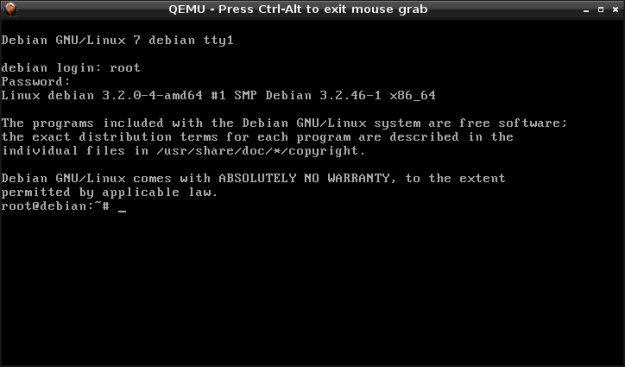 QEMU - Press Ctrl-Alt to exit mouse grab
Debian GNU/Linux 7 debian tty1
debian login: root
Password:
Linux debian 3.2.0-4-amd64 #1 SMP Debian 3.2.46-1 x86_64
The programs included with the Debian GNU/Linux system are free software;
the exact distribution terms for each program are described in the
individual files in /usr/share/doc/*/copyright.
Debian GNU/Linux comes with ABSOLUTELY NO WARRANTY, to the extent
permitted by applicable law.
root@debian:~# _